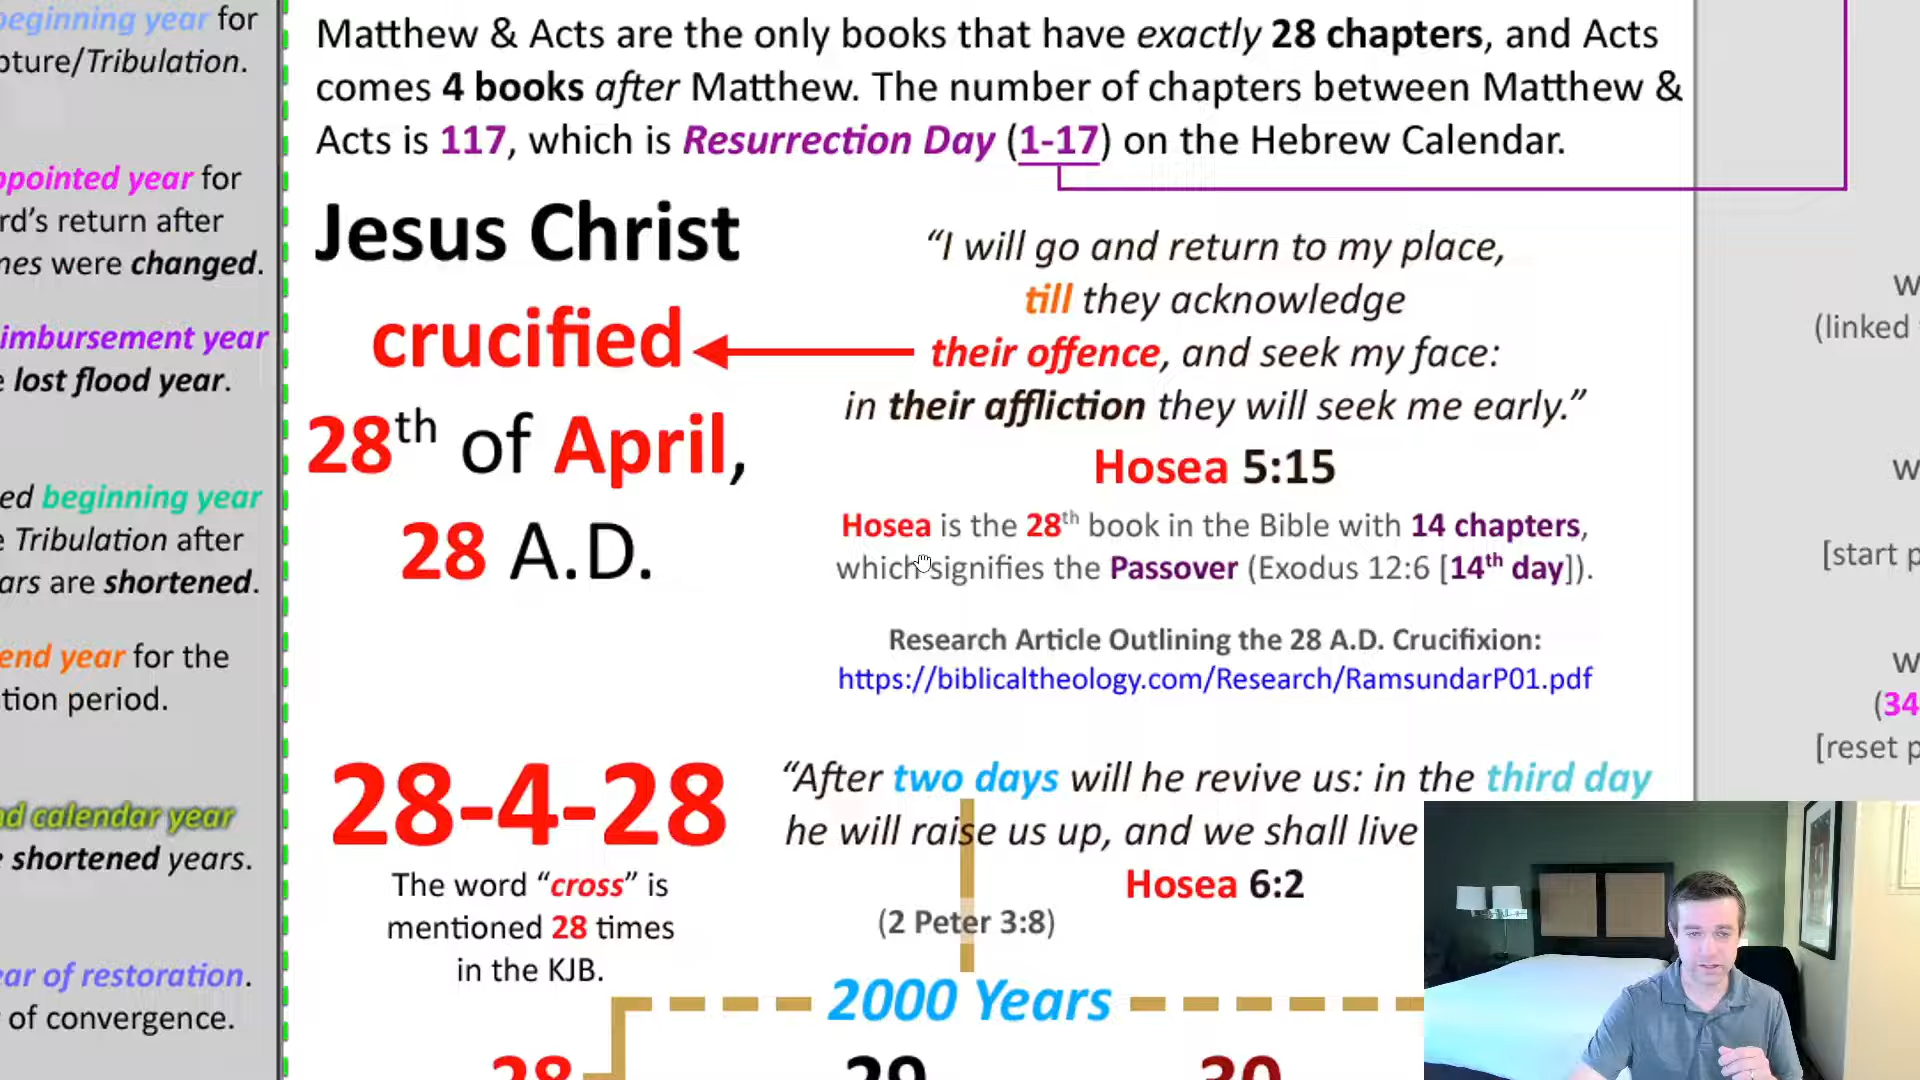 beginning year for
pture/Tribulation.
ppointed year for
rd's return after
mes were changed.
imbursement year
e lost flood year.
ed beginning year
e Tribulation after
ars are shortened.
end year for the
tion period.
nd calendar year
e shortened years.
ear of restoration.
r of convergence.
Matthew & Acts are the only books that have exactly 28 chapters, and Acts
comes 4 books after Matthew. The number of chapters between Matthew &
Acts is 117, which is Resurrection Day (1-17) on the Hebrew Calendar.
Jesus Christ
crucified
28th of April,
28 A.D.
“I will go and return to my place,
till they acknowledge
their offence, and seek my face:
in their affliction they will seek me early.”
Hosea 5:15
Hosea is the 28th book in the Bible with 14 chapters,
which signifies the Passover (Exodus 12:6 [14th day]).
Research Article Outlining the 28 A.D. Crucifixion:
https://biblicaltheology.com/Research/RamsundarP01.pdf
28-4-28
The word “cross” is
mentioned 28 times
in the KJB.
“After two days will he revive us: in the third day
he will raise us up, and we shall live
Hosea 6:2
(2 Peter 3:8)
2000 Years
28
29
30
W
(linked
W
[start p
W
(34
[reset p